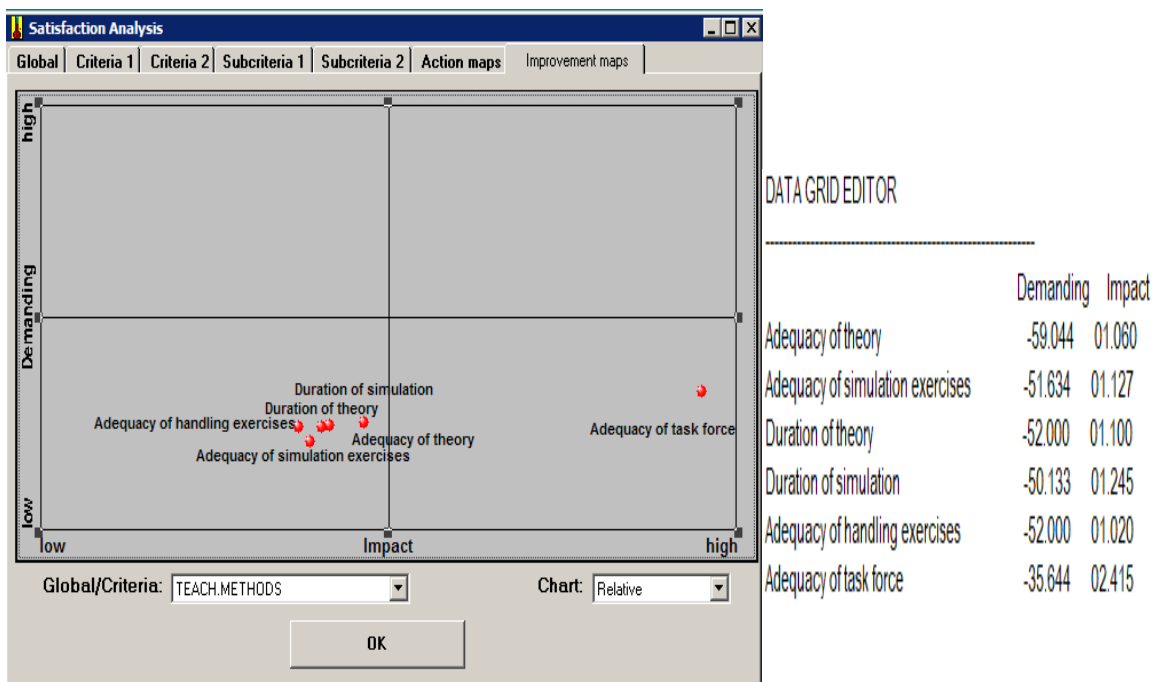 Satisfaction Analysis
Global Criteria 1 Criteria 2 Subcriteria 1 Subcriteria 2 Action maps Improvement maps
high
Demanding
low
Duration of simulation
Duration of theory
Adequacy of handling exercises
Adequacy of theory
Adequacy of simulation exercises
Adequacy of task force
low Impact high
Global/Criteria: TEACH.METHODS Chart: Relative
OK
DATA GRID EDITOR
------------------------------------------------------------
Demanding Impact
Adequacy of theory -59.044 01.060
Adequacy of simulation exercises -51.634 01.127
Duration of theory -52.000 01.100
Duration of simulation -50.133 01.245
Adequacy of handling exercises -52.000 01.020
Adequacy of task force -35.644 02.415